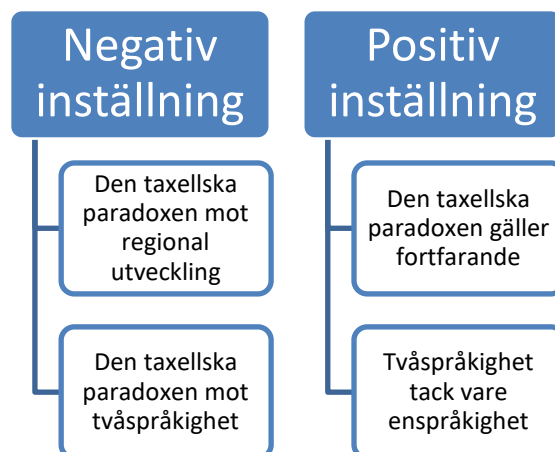 Negativ
inställning
Den taxellska
paradoxen mot
regional
utveckling
Den taxellska
paradoxen mot
tvåspråkighet
Positiv
inställning
Den taxellska
paradoxen gäller
fortfarande
Tvåspråkighet
tack vare
enspråkighet